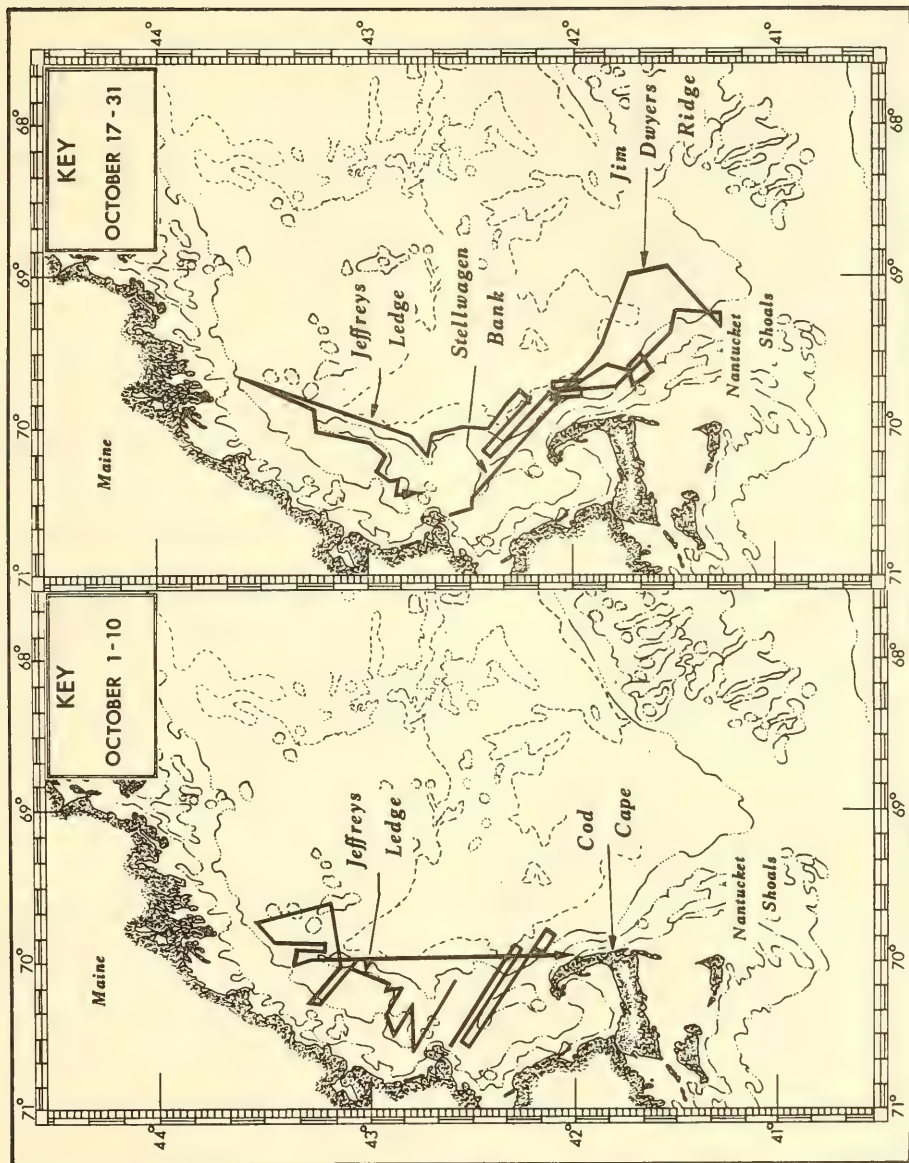 71° 70° 69° 68°
KEY
OCTOBER 1 - 10
Maine
44°
43°
42°
41°
Jeffreys
Ledge
Cod
Cape
Nantucket
Shoals
71° 70° 69° 68°
KEY
OCTOBER 17 - 31
Maine
44°
43°
42°
41°
Jeffreys
Ledge
Stellwagen
Bank
Jim
Dwyers
Ridge
Nantucket
Shoals